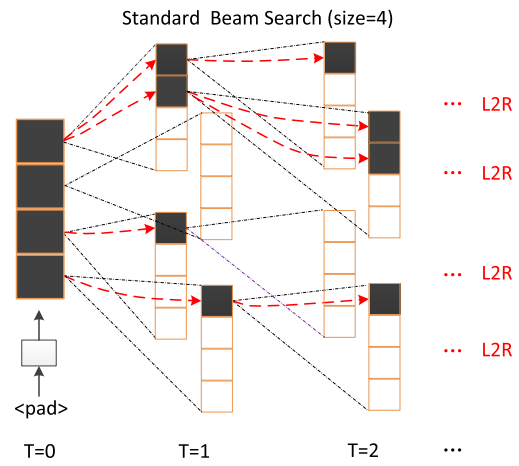 Standard Beam Search (size=4)
... L2R
... L2R
... L2R
... L2R
<pad>
T=0 T=1 T=2 ...